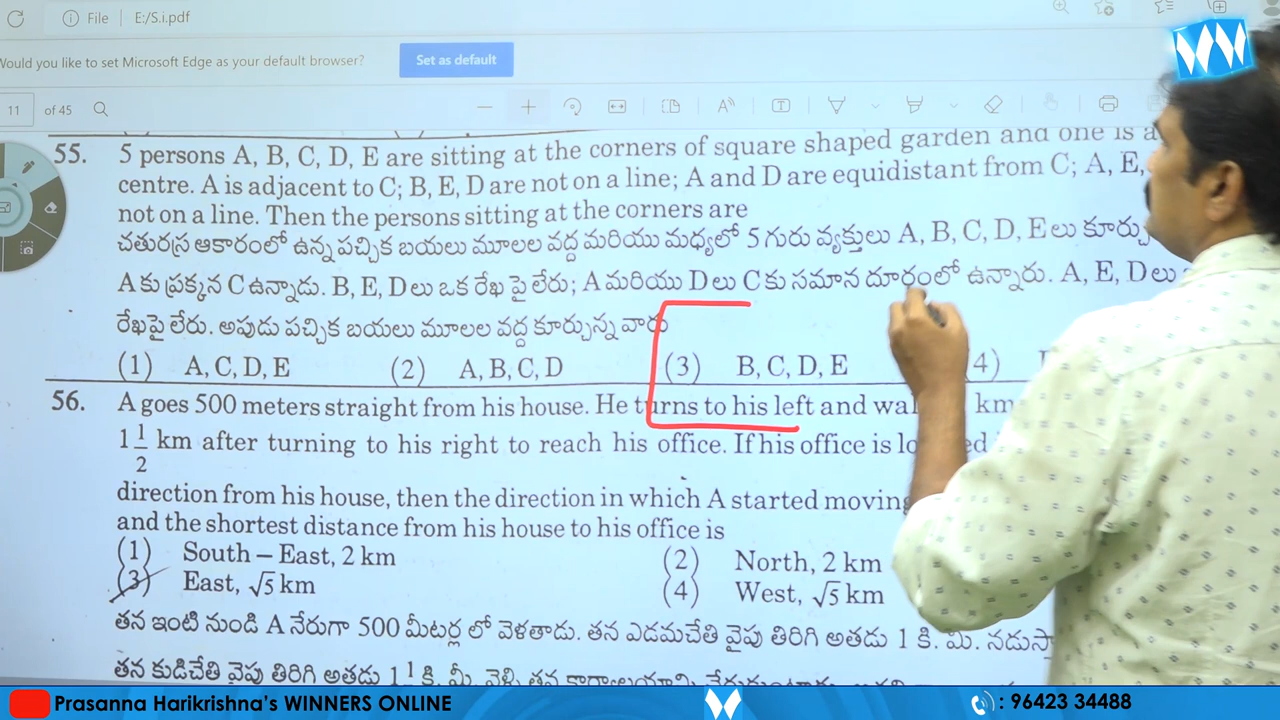 File E:/S.i.pdf
Would you like to set Microsoft Edge as your default browser? Set as default
11 of 45
55. 5 persons A, B, C, D, E are sitting at the corners of square shaped garden and one is a
centre. A is adjacent to C; B, E, D are not on a line; A and D are equidistant from C; A, E,
not on a line. Then the persons sitting at the corners are
చతురస్ర ఆకారంలో ఉన్న పచ్చిక బయలు మూలల వద్ద మరియు మధ్యలో 5 గురు వ్యక్తులు A, B, C, D, E లు కూర్చు
A కు ప్రక్కన C ఉన్నాడు. B, E, D లు ఒక రేఖ పై లేరు; A మరియు D లు C కు సమాన దూరంలో ఉన్నారు. A, E, D లు
రేఖపై లేరు. అపుడు పచ్చిక బయలు మూలల వద్ద కూర్చున్న వారు
(1) A, C, D, E (2) A, B, C, D (3) B, C, D, E (4)
56. A goes 500 meters straight from his house. He turns to his left and km
1 1/2 km after turning to his right to reach his office. If his office is
direction from his house, then the direction in which A started moving
and the shortest distance from his house to his office is
(1) South – East, 2 km (2) North, 2 km
(3) East, √5 km (4) West, √5 km
తన ఇంటి నుండి A నేరుగా 500 మీటర్ల లో వెళతాడు. తన ఎడమచేతి వైపు తిరిగి అతడు 1 కి. మీ.
తన కుడిచేతి వైపు తిరిగి అతడు 1 1 కి. మీ. వెళ్ళి తన
WW
Prasanna Harikrishna's WINNERS ONLINE W : 96423 34488